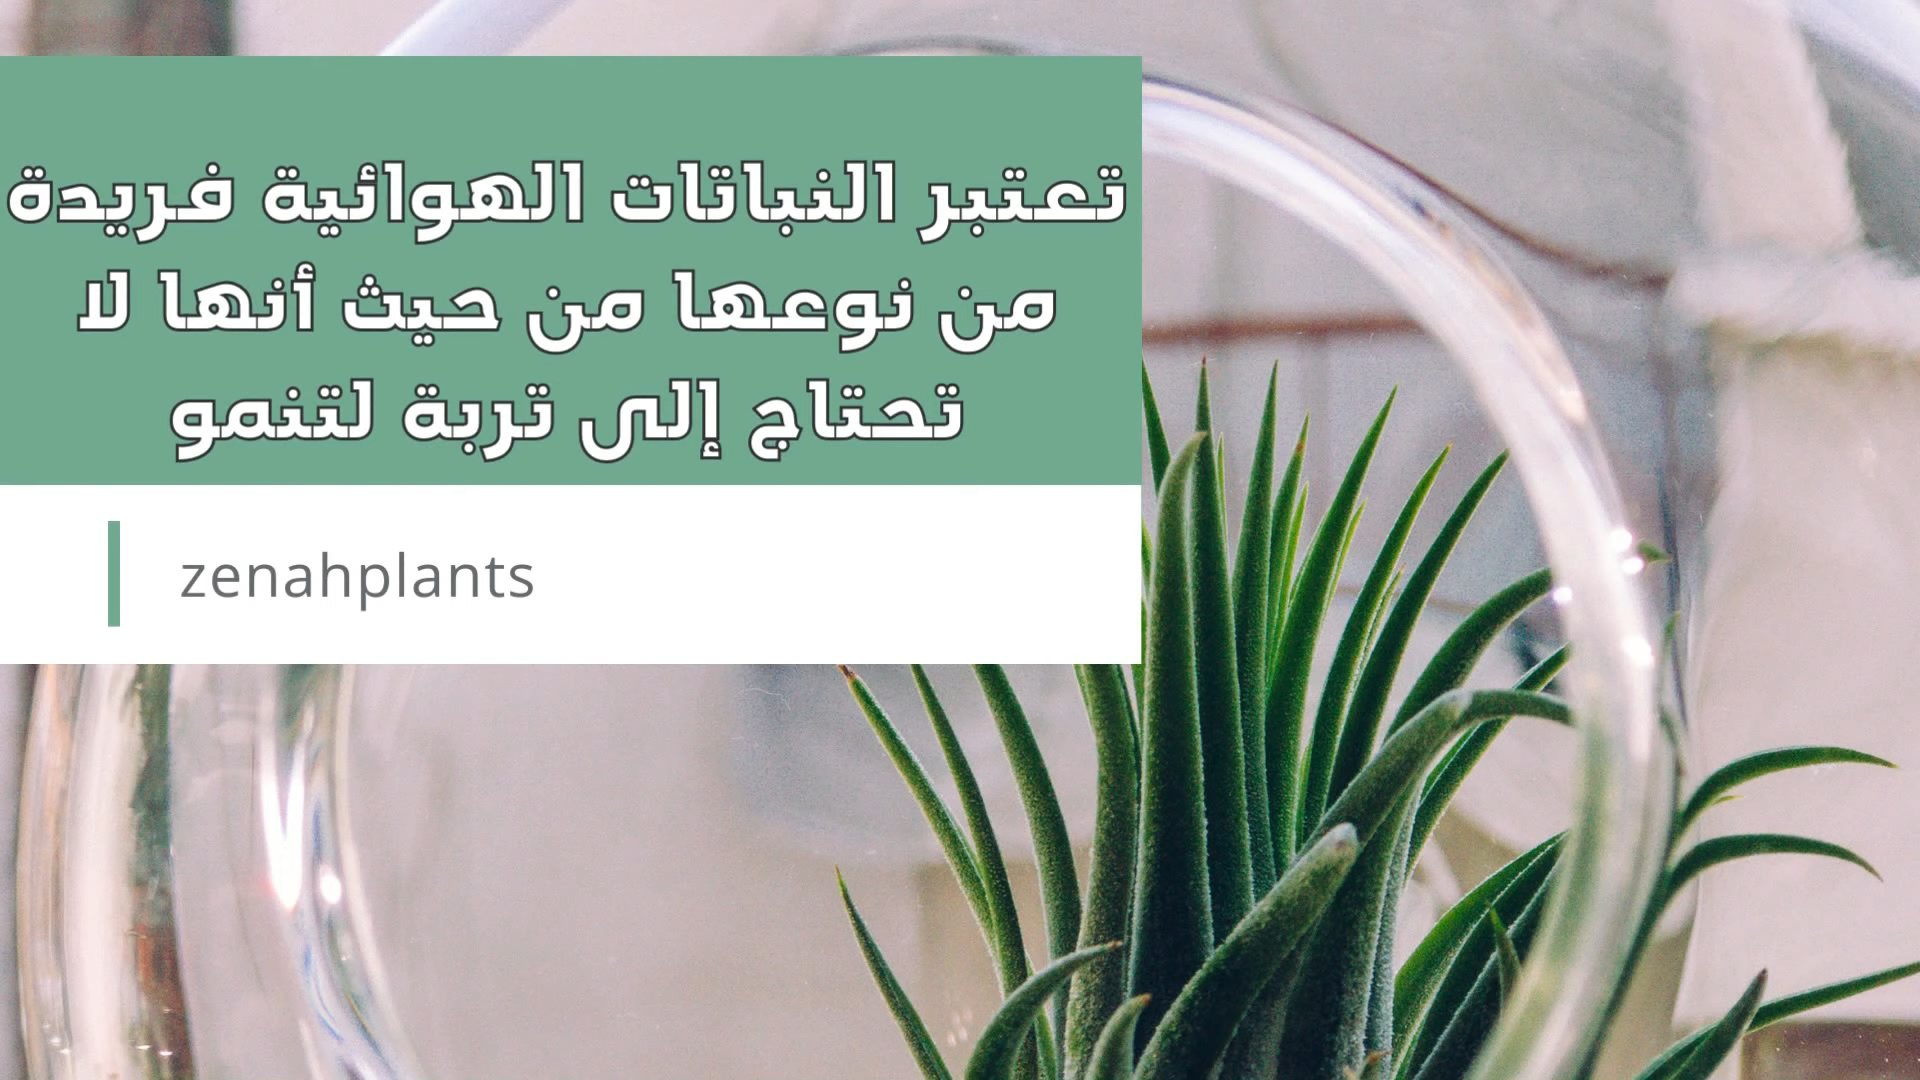 تعتبر النباتات الهوائية فريدة
من نوعها من حيث أنها لا
تحتاج إلى تربة لتنمو
zenahplants